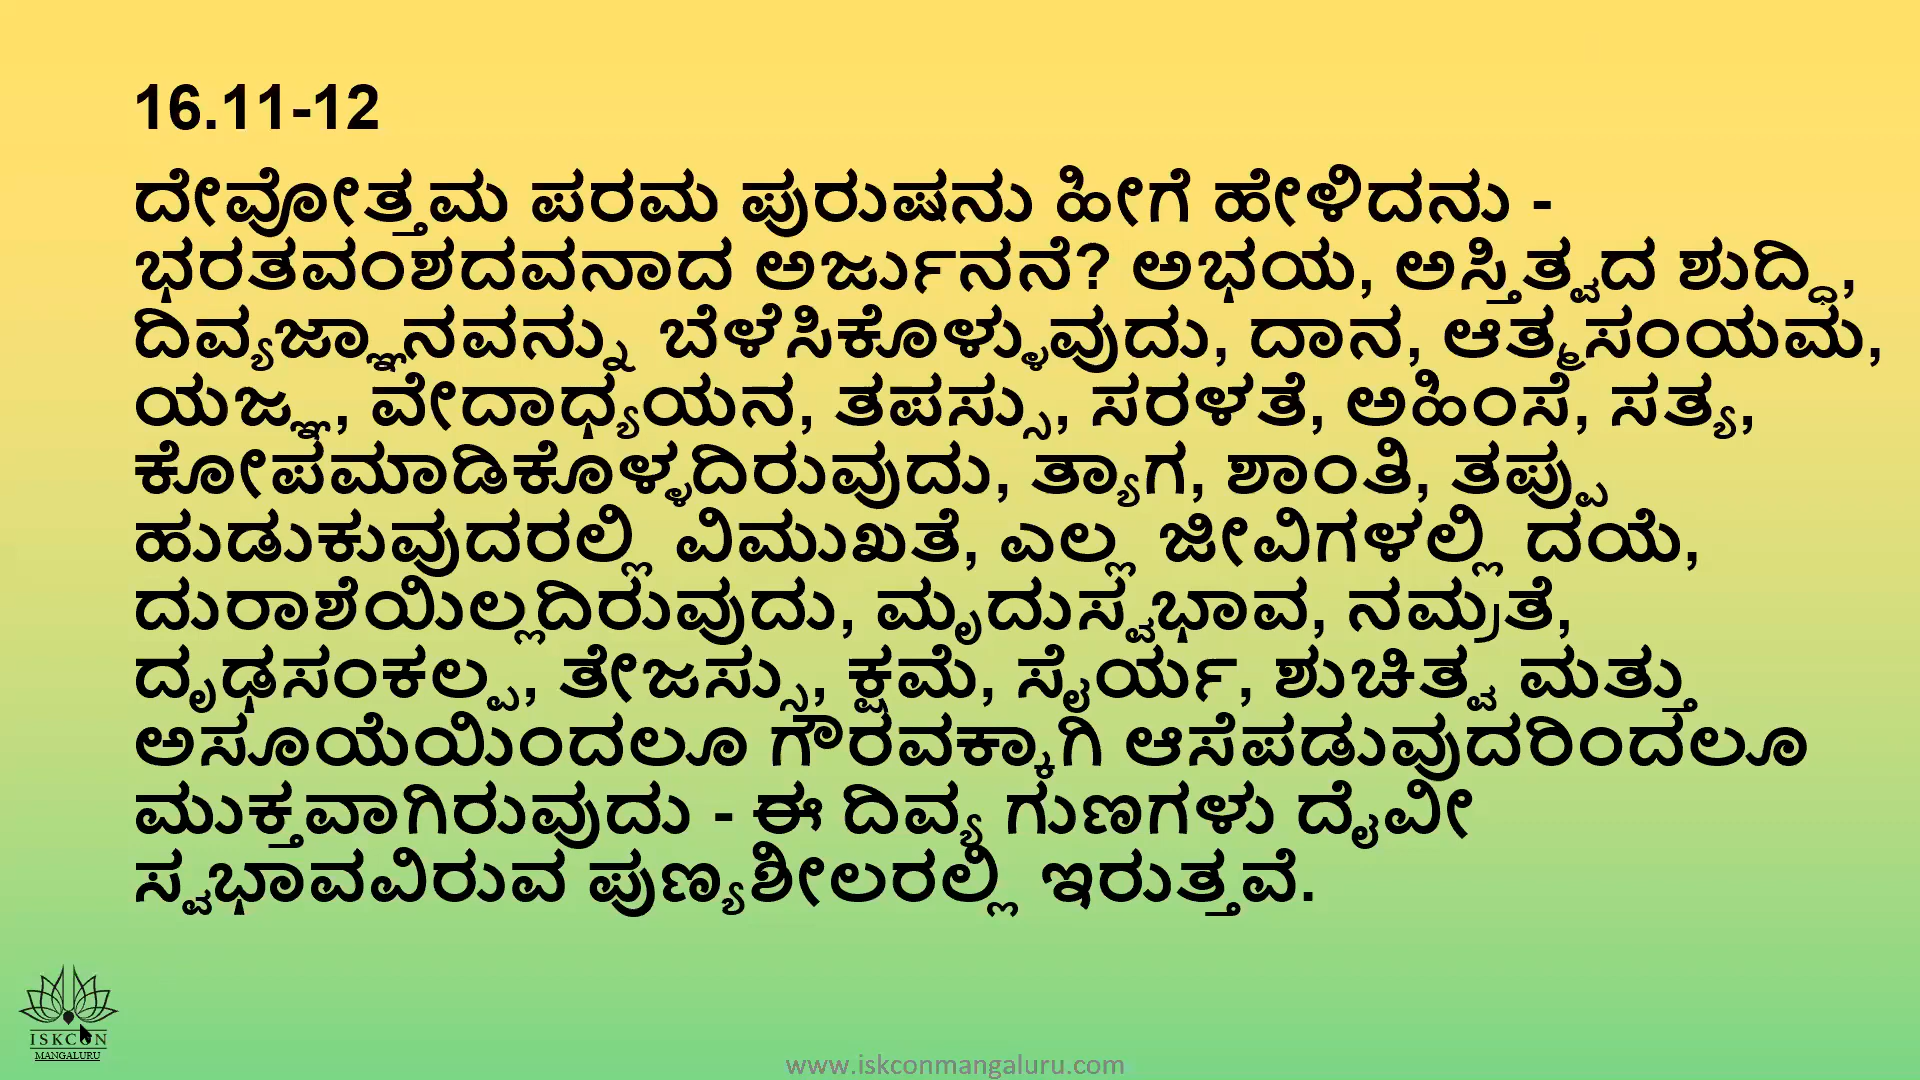 16.11-12
ದೇವೋತ್ತಮ ಪರಮ ಪುರುಷನು ಹೀಗೆ ಹೇಳಿದನು -
ಭರತವಂಶದವನಾದ ಅರ್ಜುನನೆ? ಅಭಯ, ಅಸ್ತಿತ್ವದ ಶುದ್ಧಿ,
ದಿವ್ಯಜ್ಞಾನವನ್ನು ಬೆಳೆಸಿಕೊಳ್ಳುವುದು, ದಾನ, ಆತ್ಮಸಂಯಮ,
ಯಜ್ಞ, ವೇದಾಧ್ಯಯನ, ತಪಸ್ಸು, ಸರಳತೆ, ಅಹಿಂಸೆ, ಸತ್ಯ,
ಕೋಪಮಾಡಿಕೊಳ್ಳದಿರುವುದು, ತ್ಯಾಗ, ಶಾಂತಿ, ತಪ್ಪು
ಹುಡುಕುವುದರಲ್ಲಿ ವಿಮುಖತೆ, ಎಲ್ಲ ಜೀವಿಗಳಲ್ಲಿ ದಯೆ,
ದುರಾಶೆಯಿಲ್ಲದಿರುವುದು, ಮೃದುಸ್ವಭಾವ, ನಮ್ರತೆ,
ದೃಢಸಂಕಲ್ಪ, ತೇಜಸ್ಸು, ಕ್ಷಮೆ, ಸೈರ್ಯ, ಶುಚಿತ್ವ ಮತ್ತು
ಅಸೂಯೆಯಿಂದಲೂ ಗೌರವಕ್ಕಾಗಿ ಆಸೆಪಡುವುದರಿಂದಲೂ
ಮುಕ್ತವಾಗಿರುವುದು - ಈ ದಿವ್ಯ ಗುಣಗಳು ದೈವೀ
ಸ್ವಭಾವವಿರುವ ಪುಣ್ಯಶೀಲರಲ್ಲಿ ಇರುತ್ತವೆ.
ISKCON
MANGALURU
www.iskconmangaluru.com